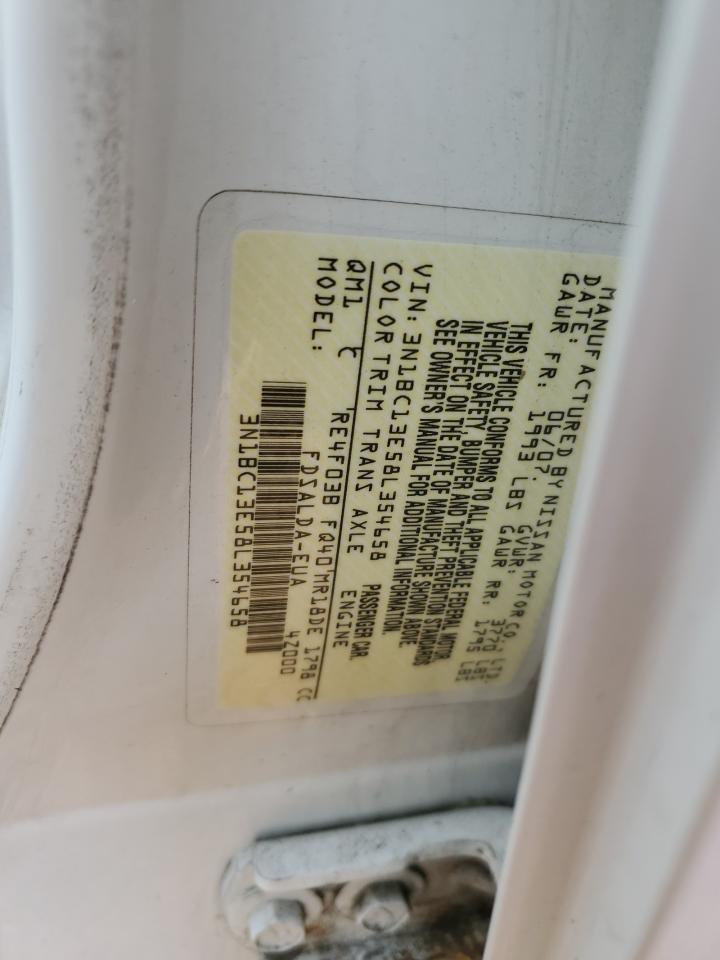 MANUFACTURED BY NISSAN MOTOR CO., LTD.
DATE: 06/07. GVWR: 3770 LBS
GAWR FR: 1993 LBS GAWR RR: 1795 LBS
THIS VEHICLE CONFORMS TO ALL APPLICABLE FEDERAL MOTOR
VEHICLE SAFETY, BUMPER AND THEFT PREVENTION STANDARDS
IN EFFECT ON THE DATE OF MANUFACTURE SHOWN ABOVE.
SEE OWNER'S MANUAL FOR ADDITIONAL INFORMATION.
VIN: 3N1BC13E58L354658 PASSENGER CAR.
COLOR TRIM TRANS AXLE ENGINE
QM1 C RE4F03B FQ40 MR18DE 1798 CC
MODEL: FDSALDA-EUA 4Z000
3N1BC13E58L354658